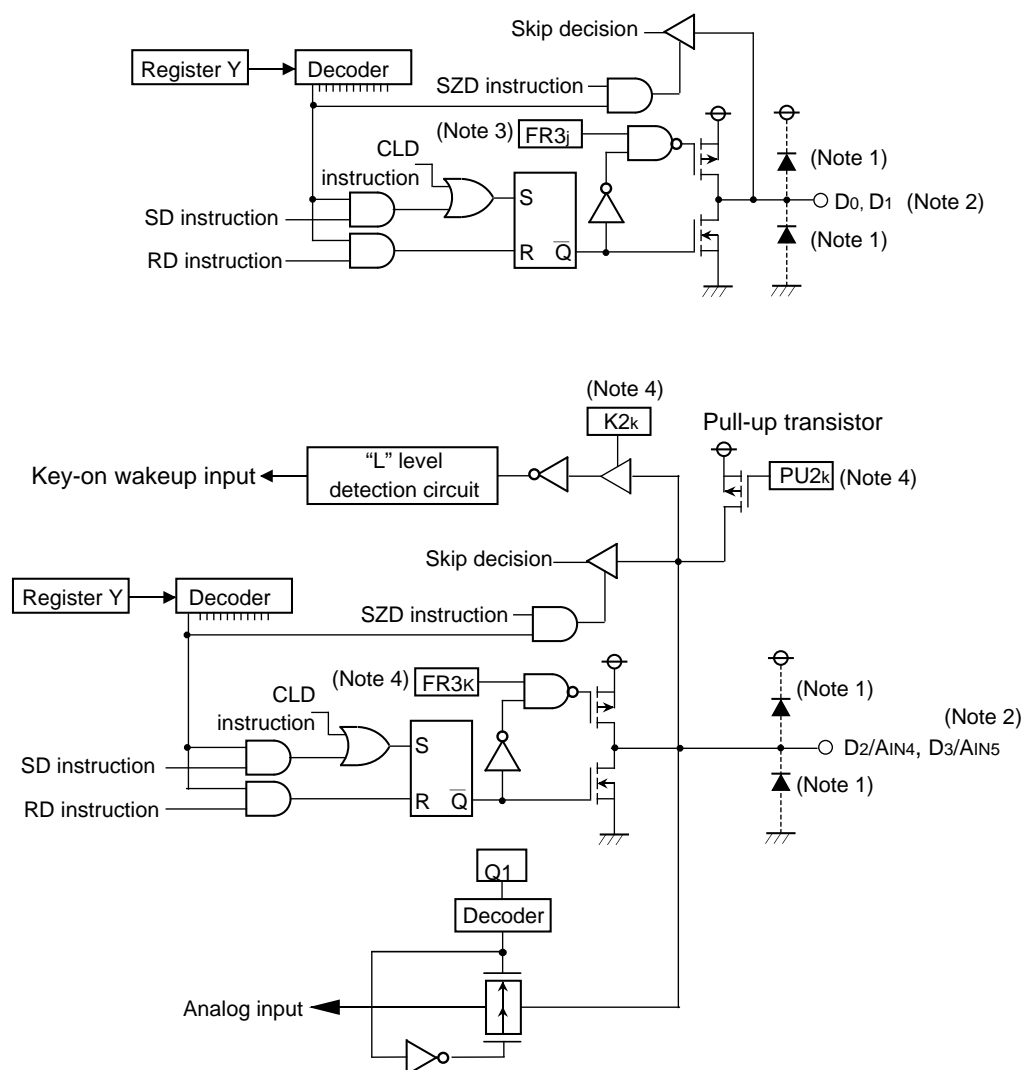 Skip decision
Register Y
Decoder
SZD instruction
(Note 3)
FR3j
CLD
instruction
(Note 1)
S
D0, D1 (Note 2)
SD instruction
(Note 1)
RD instruction
R
Q
(Note 4)
K2k
Pull-up transistor
Key-on wakeup input
“L” level
detection circuit
PU2k
(Note 4)
Skip decision
Register Y
Decoder
SZD instruction
(Note 4)
FR3K
CLD
instruction
(Note 1)
(Note 2)
S
D2/AIN4, D3/AIN5
SD instruction
(Note 1)
RD instruction
R
Q
Q1
Decoder
Analog input